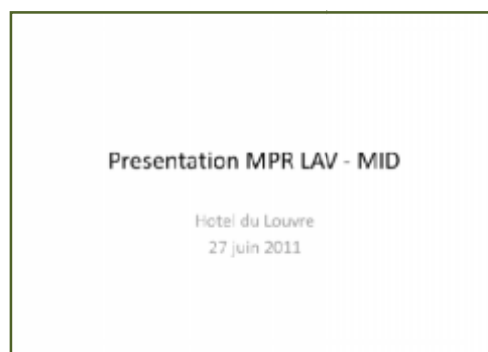 Presentation MPR LAV - MID
Hotel du Louvre
27 juin 2011